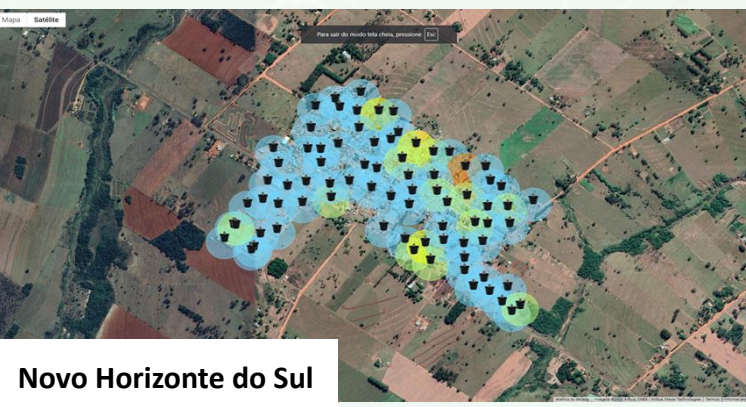 Mapa Satélite
Para sair do modo tela cheia, pressione Esc
Novo Horizonte do Sul